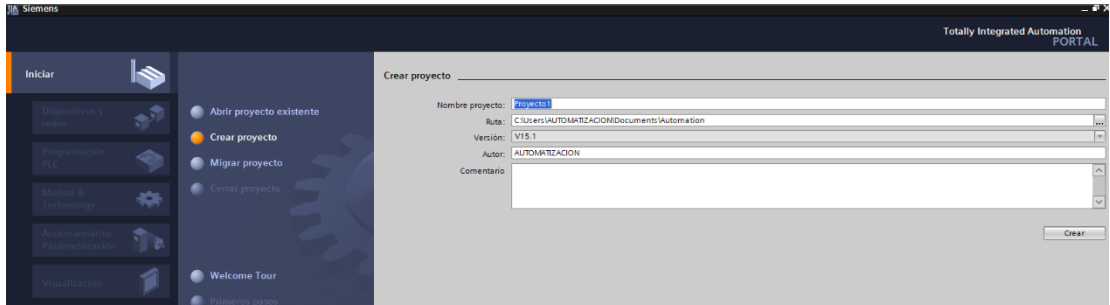 Siemens
Totally Integrated Automation
PORTAL
Iniciar
Dispositivos y
redes
Programación
PLC
Motion &
Technology
Accionamiento
Parametrización
Visualización
Abrir proyecto existente
Crear proyecto
Migrar proyecto
Cerrar proyecto
Welcome Tour
Primeros pasos
Crear proyecto
Nombre proyecto: Proyecto1
Ruta: C:\Users\AUTOMATIZACION\Documents\Automation
...
Versión: V15.1
Autor: AUTOMATIZACION
Comentario
Crear